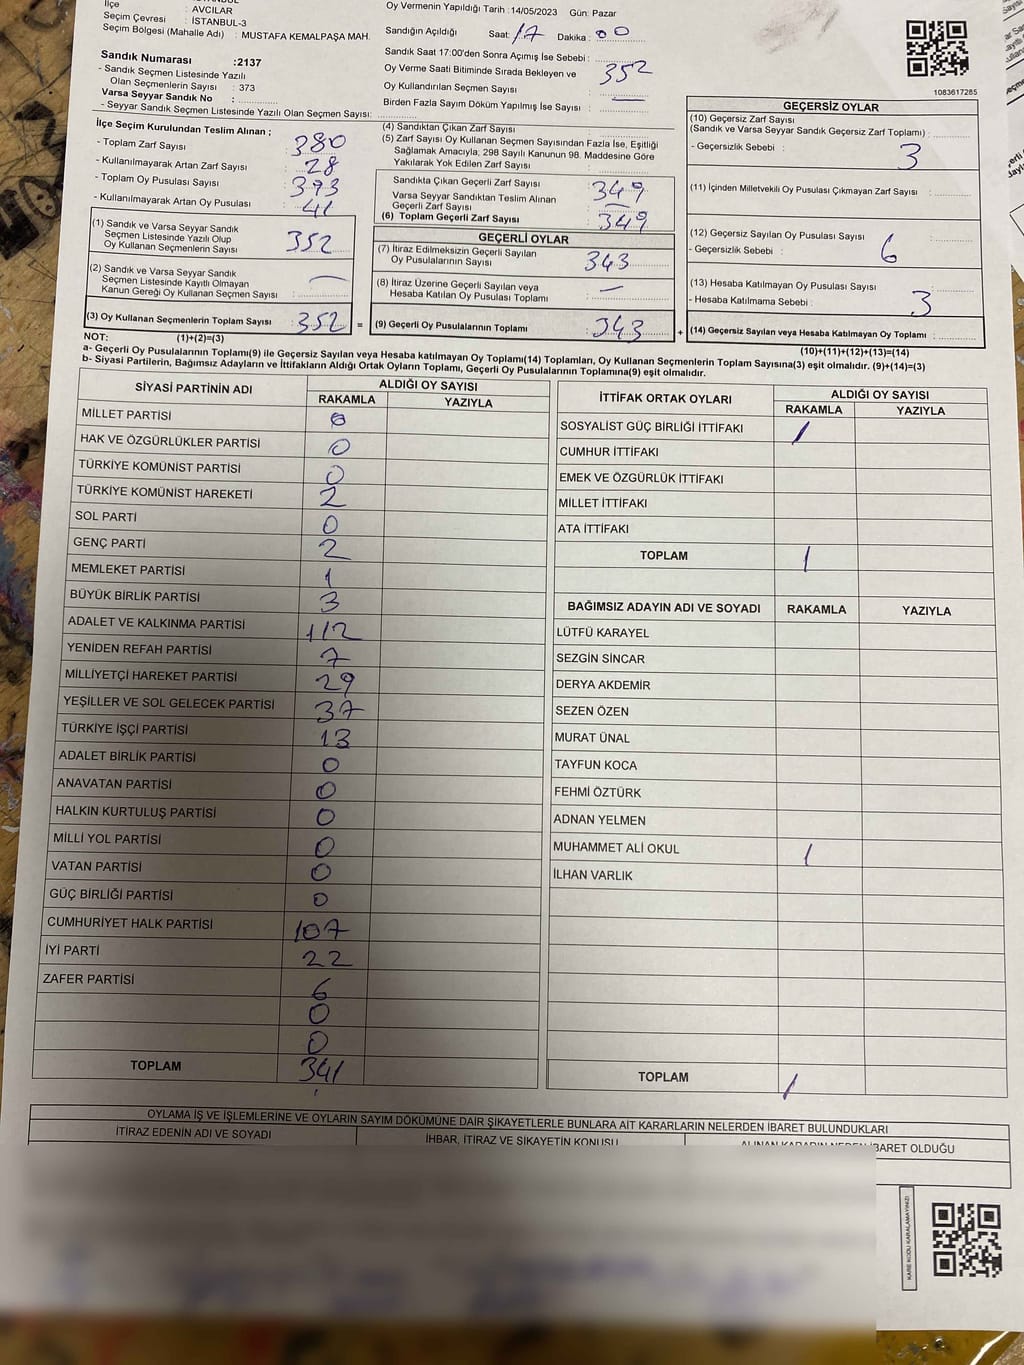 İlçe : AVCILAR
Seçim Çevresi : İSTANBUL-3
Seçim Bölgesi (Mahalle Adı) : MUSTAFA KEMALPAŞA MAH.
Sandık Numarası :2137
- Sandık Seçmen Listesinde Yazılı
Olan Seçmenlerin Sayısı : 373
Varsa Seyyar Sandık No :
- Seyyar Sandık Seçmen Listesinde Yazılı Olan Seçmen Sayısı:
İlçe Seçim Kurulundan Teslim Alınan ;
- Toplam Zarf Sayısı : 380
- Kullanılmayarak Artan Zarf Sayısı : 28
- Toplam Oy Pusulası Sayısı : 393
- Kullanılmayarak Artan Oy Pusulası : 41
(1) Sandık ve Varsa Seyyar Sandık
Seçmen Listesinde Yazılı Olup
Oy Kullanan Seçmenlerin Sayısı : 352
(2) Sandık ve Varsa Seyyar Sandık
Seçmen Listesinde Kayıtlı Olmayan
Kanun Gereği Oy Kullanan Seçmen Sayısı : —
(3) Oy Kullanan Seçmenlerin Toplam Sayısı : 352 =
(1)+(2)=(3)
Oy Vermenin Yapıldığı Tarih :14/05/2023 Gün: Pazar
Sandığın Açıldığı Saat: 17 Dakika : 00
Sandık Saat 17:00'den Sonra Açımış İse Sebebi :
Oy Verme Saati Bitiminde Sırada Bekleyen ve
Oy Kullandırılan Seçmen Sayısı : 352
Birden Fazla Sayım Döküm Yapılmış İse Sayısı : —
(4) Sandıktan Çıkan Zarf Sayısı :
(5) Zarf Sayısı Oy Kullanan Seçmen Sayısından Fazla İse, Eşitliği
Sağlamak Amacıyla, 298 Sayılı Kanunun 98. Maddesine Göre
Yakılarak Yok Edilen Zarf Sayısı :
Sandıkta Çıkan Geçerli Zarf Sayısı : 349
Varsa Seyyar Sandıktan Teslim Alınan
Geçerli Zarf Sayısı : —
(6) Toplam Geçerli Zarf Sayısı : 349
GEÇERLİ OYLAR
(7) İtiraz Edilmeksizin Geçerli Sayılan
Oy Pusulalarının Sayısı : 343
(8) İtiraz Üzerine Geçerli Sayılan veya
Hesaba Katılan Oy Pusulası Toplamı : —
(9) Geçerli Oy Pusulalarının Toplamı : 343 +
1083617285
GEÇERSİZ OYLAR
(10) Geçersiz Zarf Sayısı
(Sandık ve Varsa Seyyar Sandık Geçersiz Zarf Toplamı) :
- Geçersizlik Sebebi : 3
(11) İçinden Milletvekili Oy Pusulası Çıkmayan Zarf Sayısı :
(12) Geçersiz Sayılan Oy Pusulası Sayısı :
- Geçersizlik Sebebi : 6
(13) Hesaba Katılmayan Oy Pusulası Sayısı :
- Hesaba Katılmama Sebebi : 3
(14) Geçersiz Sayılan veya Hesaba Katılmayan Oy Toplamı :
(10)+(11)+(12)+(13)=(14)
NOT:
a- Geçerli Oy Pusulalarının Toplamı(9) ile Geçersiz Sayılan veya Hesaba katılmayan Oy Toplamı(14) Toplamları, Oy Kullanan Seçmenlerin Toplam Sayısına(3) eşit olmalıdır. (9)+(14)=(3)
b- Siyasi Partilerin, Bağımsız Adayların ve İttifakların Aldığı Ortak Oyların Toplamı, Geçerli Oy Pusulalarının Toplamına(9) eşit olmalıdır.
SİYASİ PARTİNİN ADI ALDIĞI OY SAYISI
RAKAMLA YAZIYLA
MİLLET PARTİSİ 0
HAK VE ÖZGÜRLÜKLER PARTİSİ 0
TÜRKİYE KOMÜNİST PARTİSİ 0
TÜRKİYE KOMÜNİST HAREKETİ 2
SOL PARTİ 0
GENÇ PARTİ 2
MEMLEKET PARTİSİ 1
BÜYÜK BİRLİK PARTİSİ 3
ADALET VE KALKINMA PARTİSİ 112
YENİDEN REFAH PARTİSİ 7
MİLLİYETÇİ HAREKET PARTİSİ 29
YEŞİLLER VE SOL GELECEK PARTİSİ 37
TÜRKİYE İŞÇİ PARTİSİ 13
ADALET BİRLİK PARTİSİ 0
ANAVATAN PARTİSİ 0
HALKIN KURTULUŞ PARTİSİ 0
MİLLİ YOL PARTİSİ 0
VATAN PARTİSİ 0
GÜÇ BİRLİĞİ PARTİSİ 0
CUMHURİYET HALK PARTİSİ 107
İYİ PARTİ 22
ZAFER PARTİSİ 6
0
0
TOPLAM 341
İTTİFAK ORTAK OYLARI ALDIĞI OY SAYISI
RAKAMLA YAZIYLA
SOSYALİST GÜÇ BİRLİĞİ İTTİFAKI 1
CUMHUR İTTİFAKI
EMEK VE ÖZGÜRLÜK İTTİFAKI
MİLLET İTTİFAKI
ATA İTTİFAKI
TOPLAM 1
BAĞIMSIZ ADAYIN ADI VE SOYADI RAKAMLA YAZIYLA
LÜTFÜ KARAYEL
SEZGİN SİNCAR
DERYA AKDEMİR
SEZEN ÖZEN
MURAT ÜNAL
TAYFUN KOCA
FEHMİ ÖZTÜRK
ADNAN YELMEN
MUHAMMET ALİ OKUL 1
İLHAN VARLIK
TOPLAM 1
OYLAMA İŞ VE İŞLEMLERİNE VE OYLARIN SAYIM DÖKÜMÜNE DAİR ŞİKAYETLERLE BUNLARA AİT KARARLARIN NELERDEN İBARET BULUNDUKLARI
İTİRAZ EDENİN ADI VE SOYADI İHBAR, İTİRAZ VE ŞİKAYETİN KONUSU ALINAN KARARIN NEDEN İBARET OLDUĞU
KARE KODU KARALAMAYINIZ!